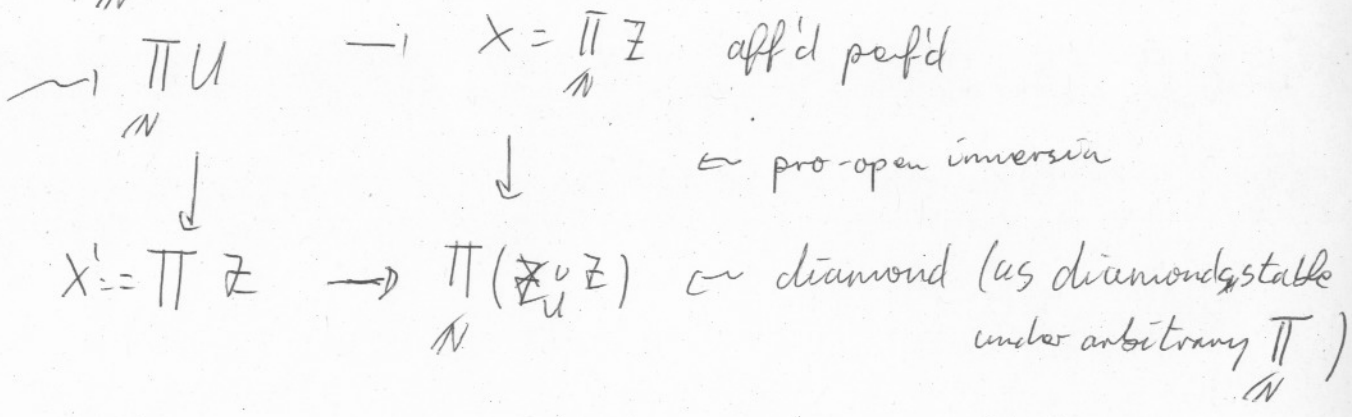 ∏ U → X = ∏ Z aff'd perf'd
ℕ ℕ
↓ ↓ ← pro-open immersion
X' := ∏ Z → ∏ (Z ∪ Z) ← diamond (as diamonds stable
ℕ U under arbitrary ∏ )
ℕ